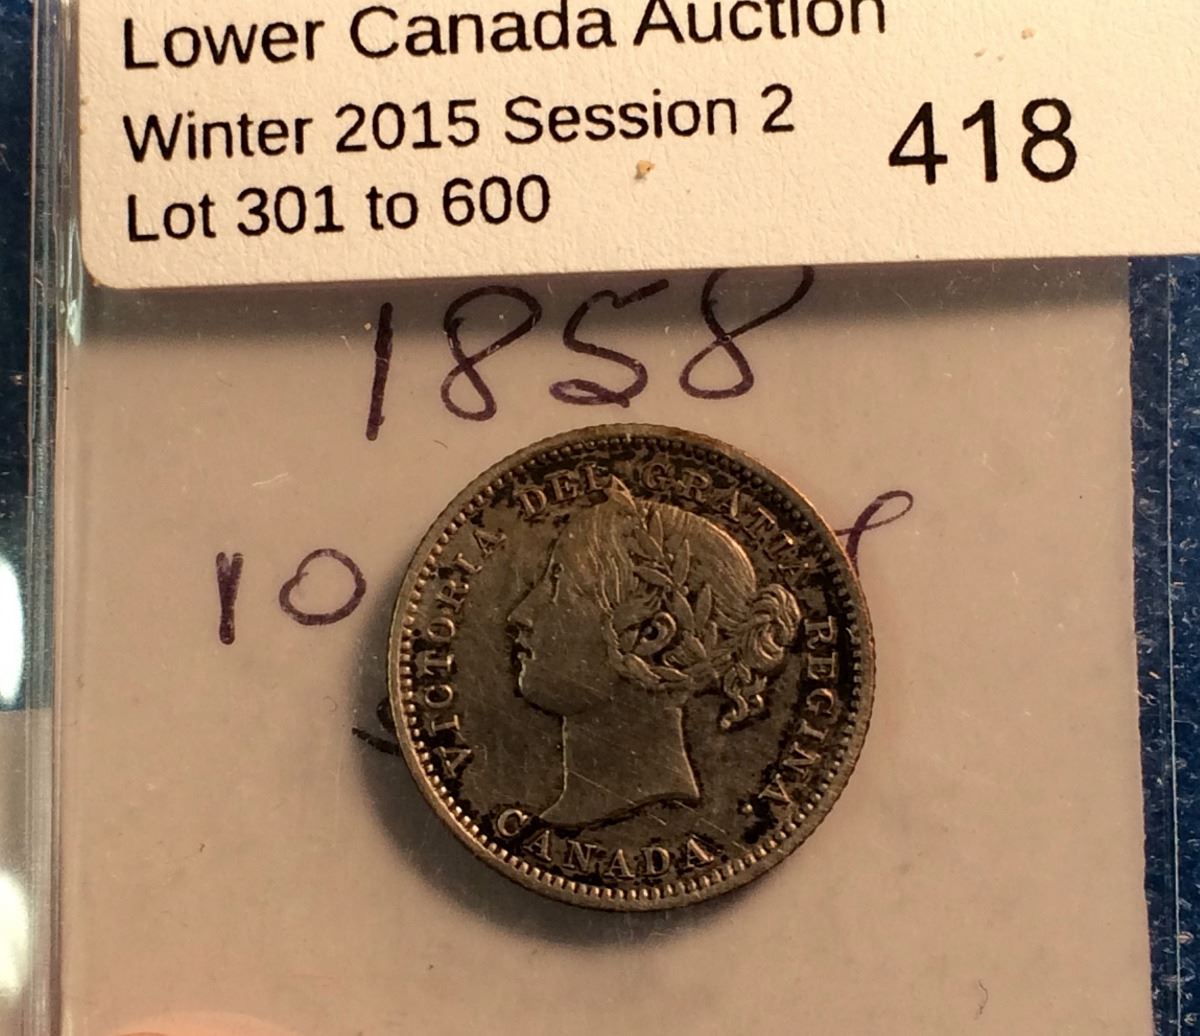 Lower Canada Auction
Winter 2015 Session 2
Lot 301 to 600
418
1858
10
VICTORIA DEI GRATIA REGINA.
CANADA